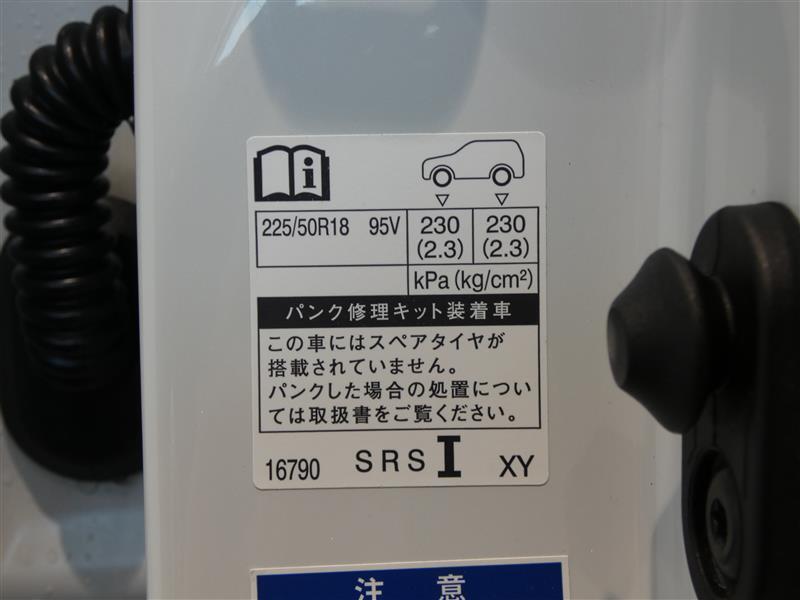 i
225/50R18 95V 230 230
(2.3) (2.3)
kPa (kg/cm²)
パンク修理キット装着車
この車にはスペアタイヤが
搭載されていません。
パンクした場合の処置につい
ては取扱書をご覧ください。
16790 SRS I XY
注意